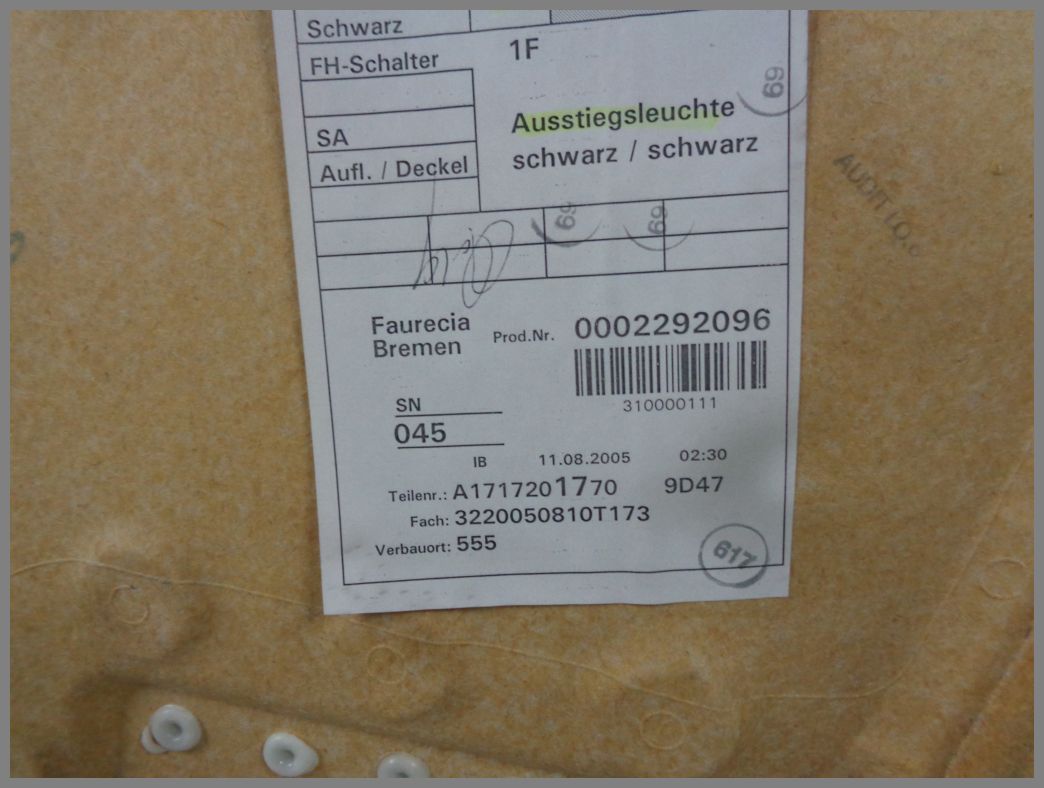 Schwarz
FH-Schalter
1F
69
Ausstiegsleuchte
schwarz / schwarz
SA
Aufl. / Deckel
69
69
AUDIT I.O.
Faurecia
Bremen
Prod.Nr. 0002292096
310000111
SN
045
IB 11.08.2005 02:30
Teilenr.: A1717201770 9D47
Fach: 3220050810T173
Verbauort: 555
617